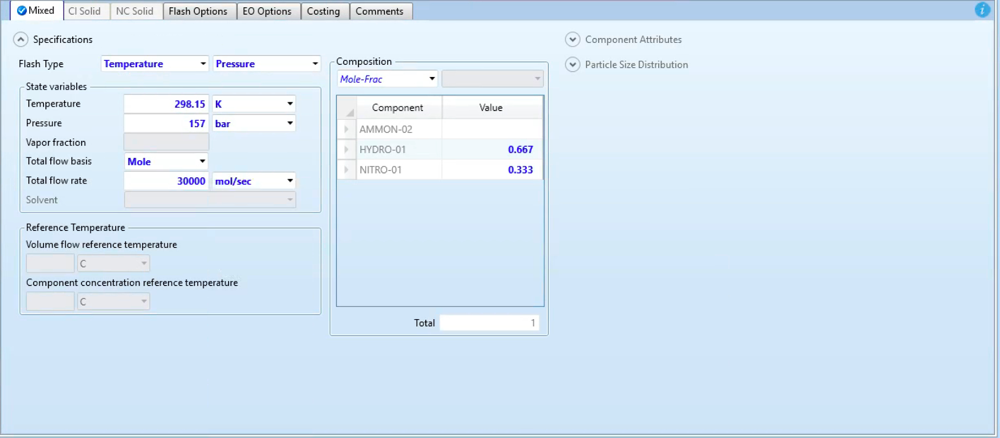 Mixed CI Solid NC Solid Flash Options EO Options Costing Comments
Specifications
Flash Type Temperature Pressure
State variables
Temperature 298.15 K
Pressure 157 bar
Vapor fraction
Total flow basis Mole
Total flow rate 30000 mol/sec
Solvent
Reference Temperature
Volume flow reference temperature
C
Component concentration reference temperature
C
Composition
Mole-Frac
Component Value
AMMON-02
HYDRO-01 0.667
NITRO-01 0.333
Total 1
Component Attributes
Particle Size Distribution
i